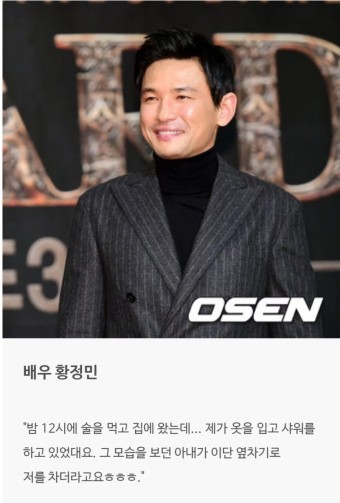 ARD
E3
OSEN
배우 황정민
"밤 12시에 술을 먹고 집에 왔는데... 제가 옷을 입고 샤워를
하고 있었대요. 그 모습을 보던 아내가 이단 옆차기로
저를 차더라고요ㅎㅎㅎ."